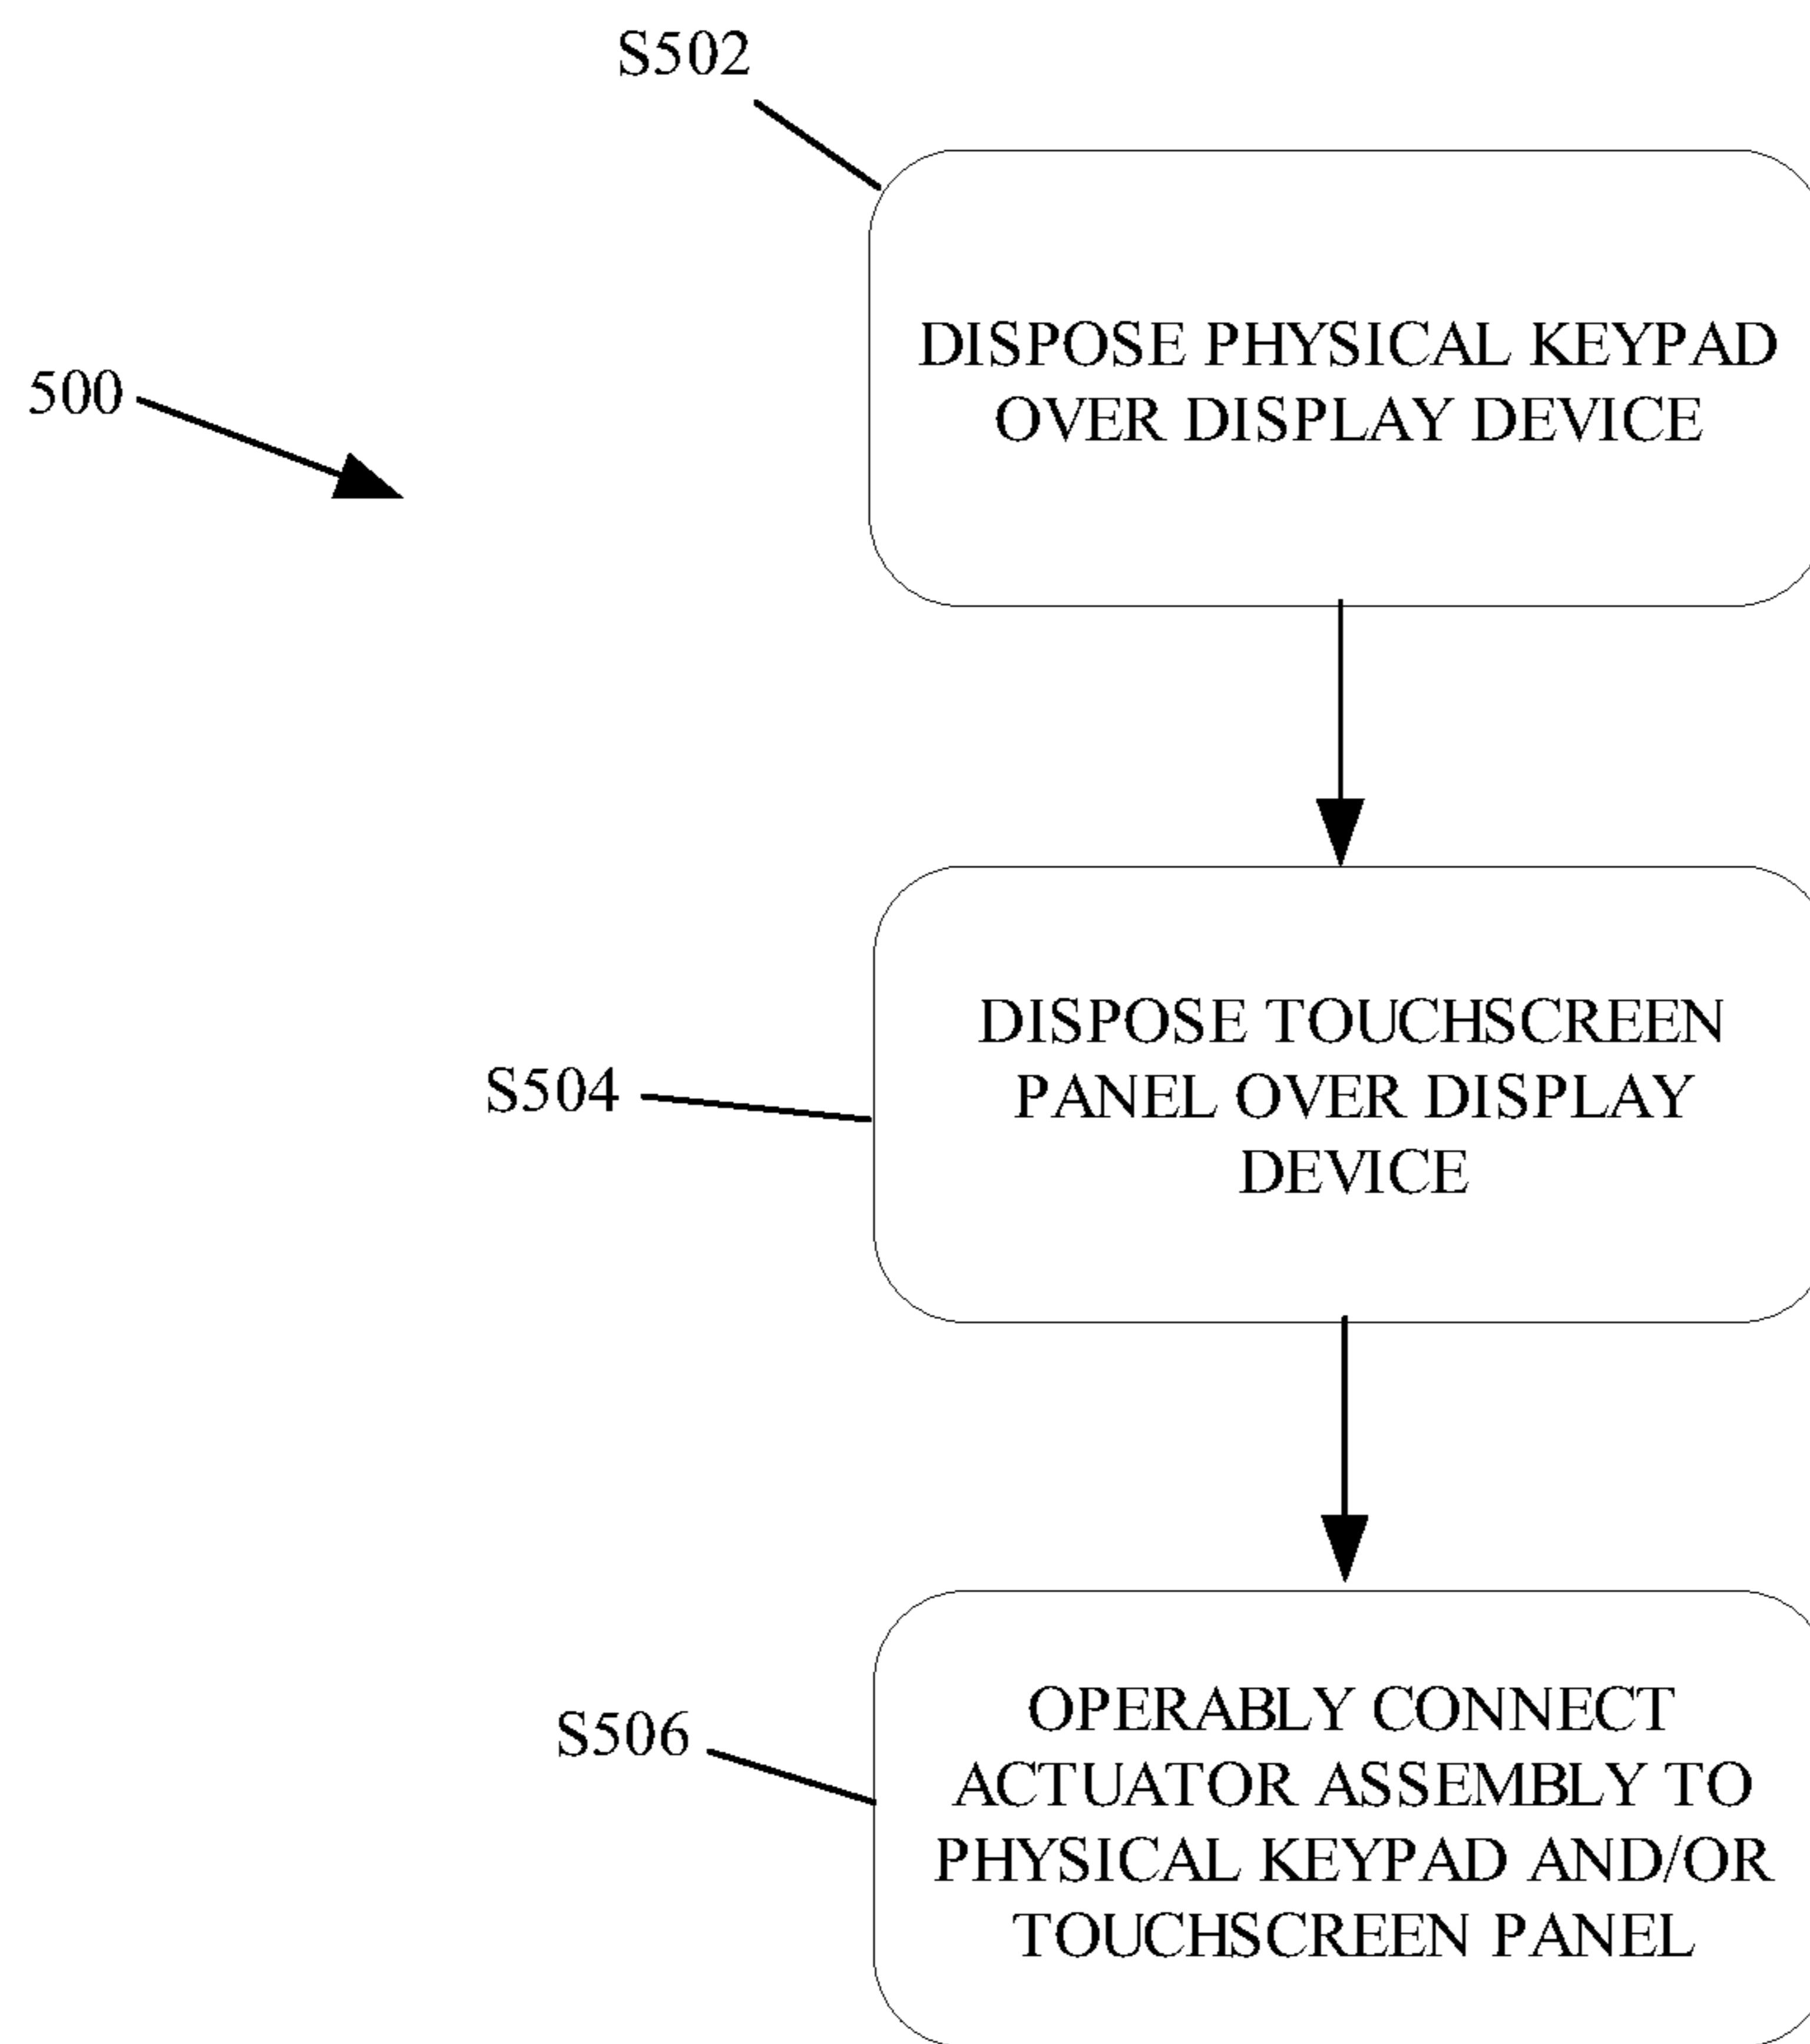 S502
DISPOSE PHYSICAL KEYPAD
OVER DISPLAY DEVICE
500
DISPOSE TOUCHSCREEN
PANEL OVER DISPLAY
DEVICE
S504
OPERABLY CONNECT
ACTUATOR ASSEMBLY TO
PHYSICAL KEYPAD AND/OR
TOUCHSCREEN PANEL
S506